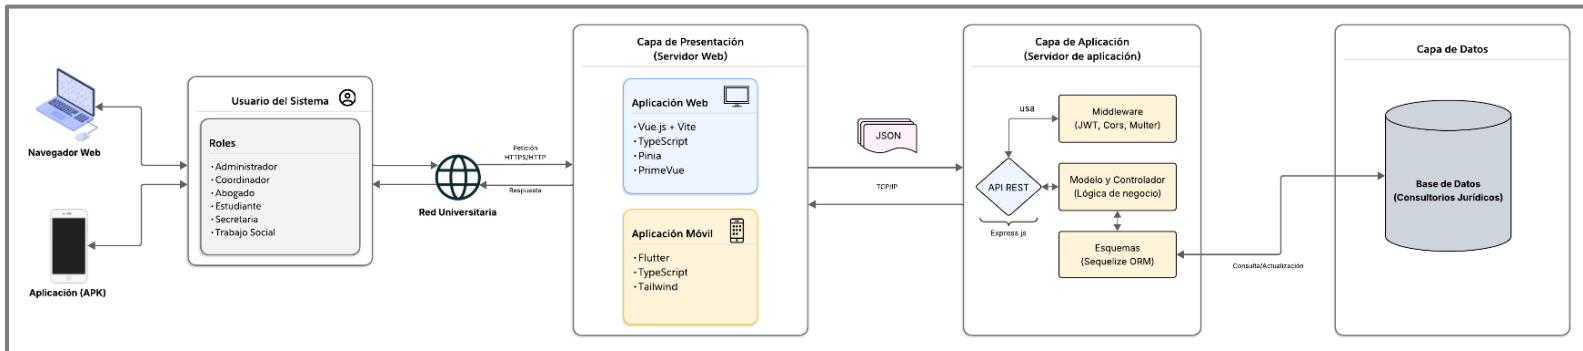 Navegador Web
Aplicación (APK)
Usuario del Sistema
Roles
• Administrador
• Coordinador
• Abogado
• Estudiante
• Secretaria
• Trabajo Social
Red Universitaria
Petición
HTTPS/HTTP
Respuesta
Capa de Presentación
(Servidor Web)
Aplicación Web
• Vue.js + Vite
• TypeScript
• Pinia
• PrimeVue
Aplicación Móvil
• Flutter
• TypeScript
• Tailwind
JSON
TCP/IP
Capa de Aplicación
(Servidor de aplicación)
usa
Middleware
(JWT, Cors, Multer)
API REST
Express.js
Modelo y Controlador
(Lógica de negocio)
Esquemas
(Sequelize ORM)
Consulta/Actualización
Capa de Datos
Base de Datos
(Consultorios Jurídicos)